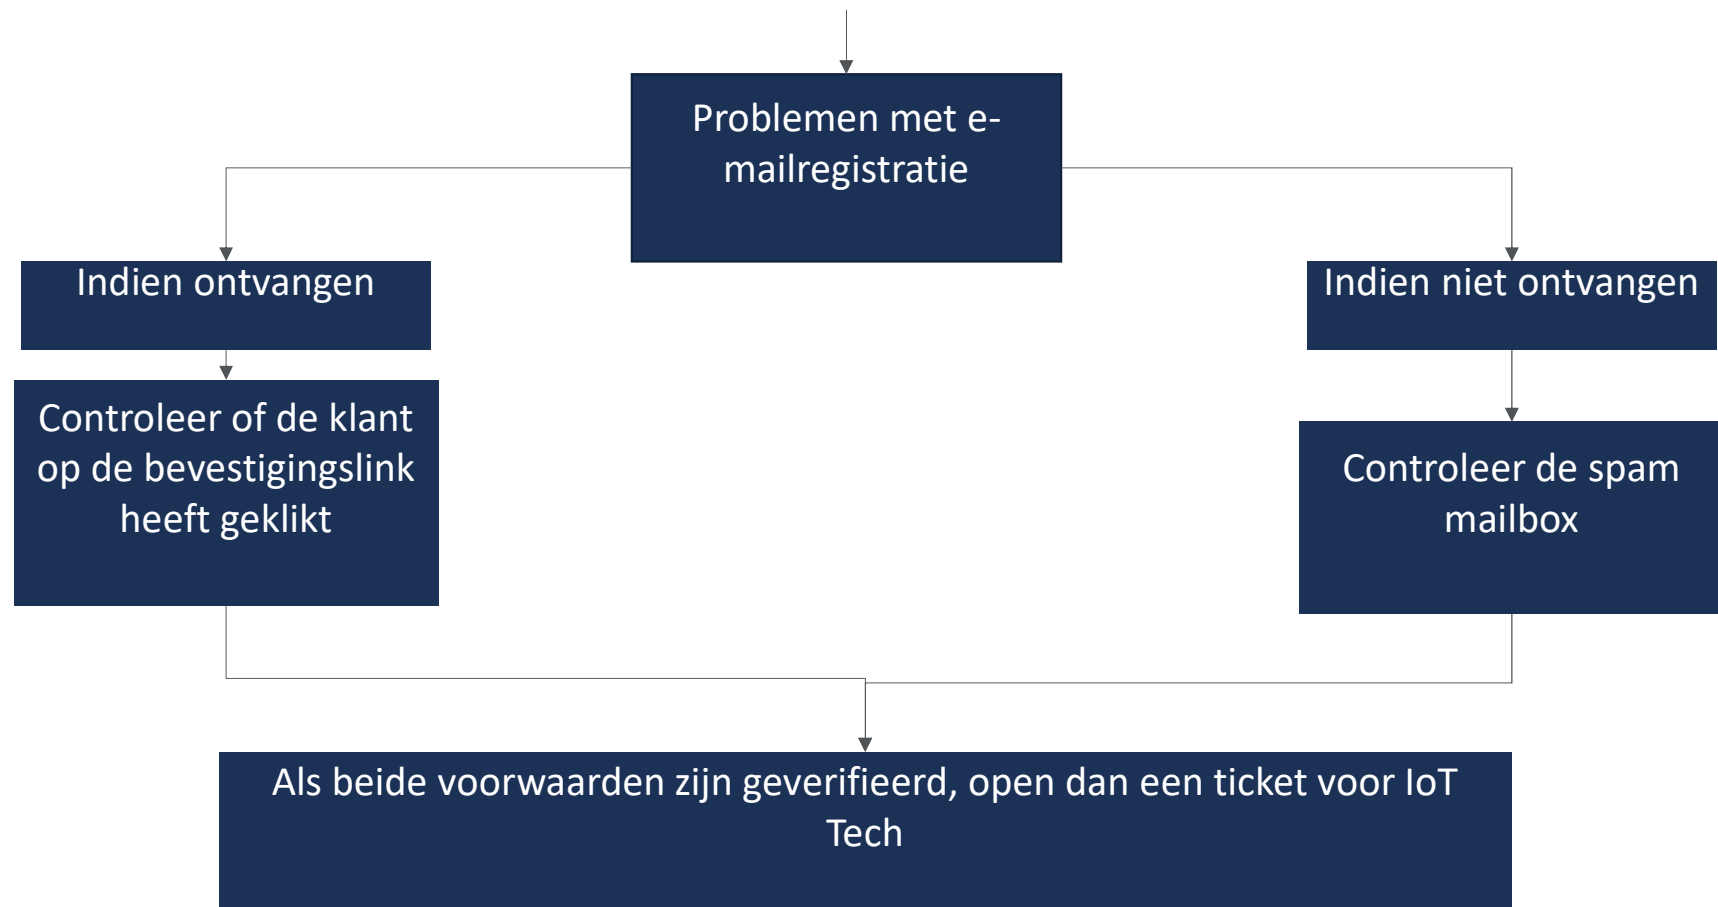 Problemen met e-
mailregistratie
Indien ontvangen
Indien niet ontvangen
Controleer of de klant
op de bevestigingslink
heeft geklikt
Controleer de spam
mailbox
Als beide voorwaarden zijn geverifieerd, open dan een ticket voor IoT
Tech